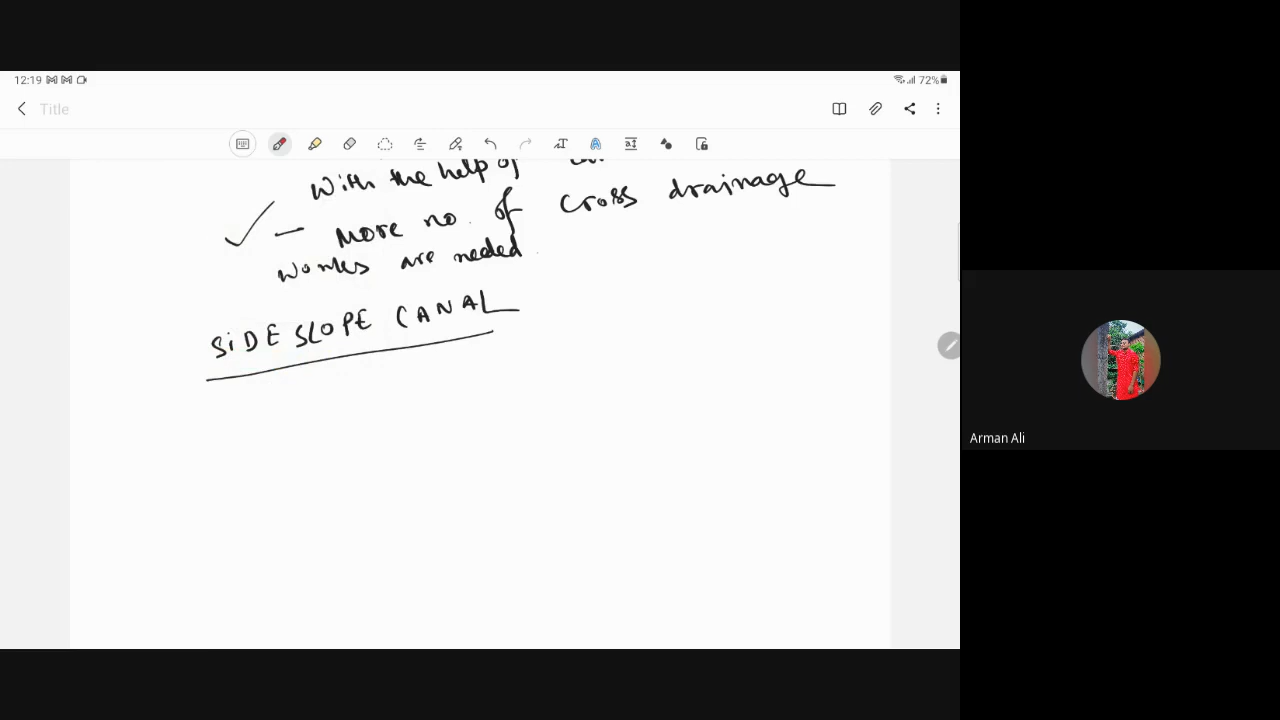 12:19
72%
Title
With the help of
— More no. of cross drainage
works are needed.
SiDE SLOPE CANAL
Arman Ali